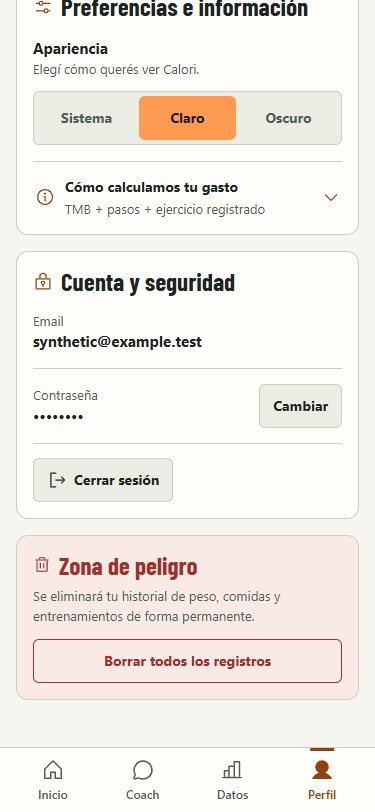 Preferencias e información
Apariencia
Elegí cómo querés ver Calori.
Sistema
Claro
Oscuro
Cómo calculamos tu gasto
TMB + pasos + ejercicio registrado
Cuenta y seguridad
Email
synthetic@example.test
Contraseña
••••••••
Cambiar
Cerrar sesión
Zona de peligro
Se eliminará tu historial de peso, comidas y
entrenamientos de forma permanente.
Borrar todos los registros
Inicio
Coach
Datos
Perfil